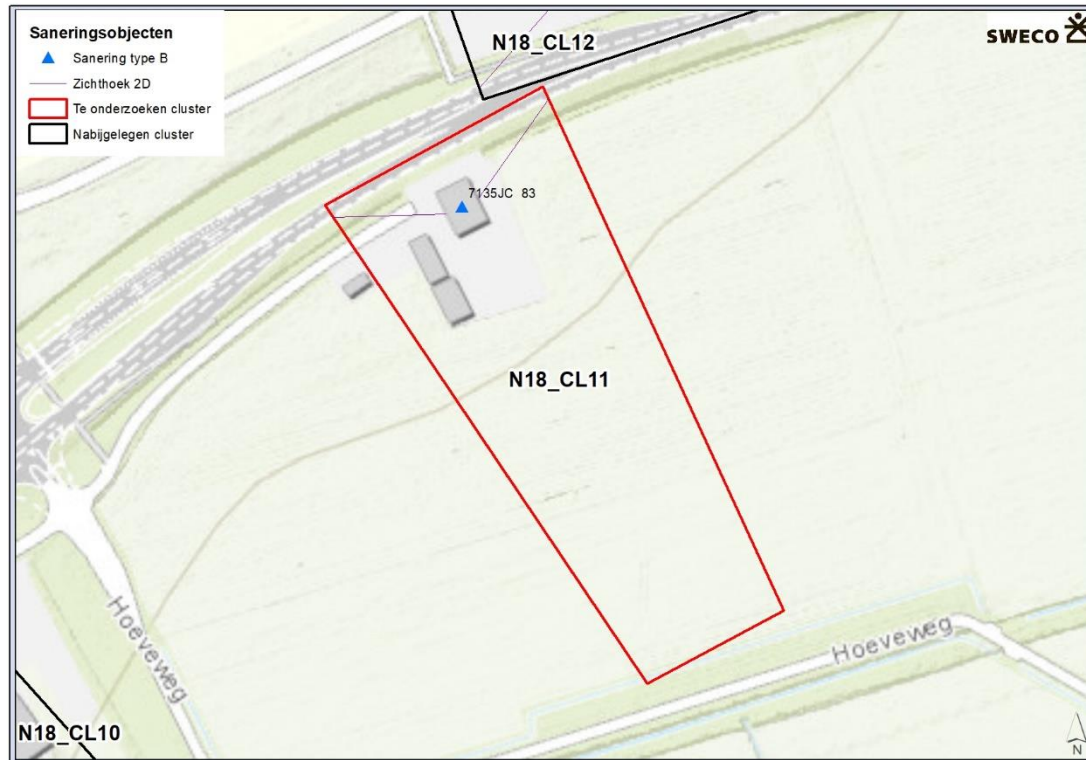 Saneringsobjecten
Sanering type B
Zichthoek 2D
Te onderzoeken cluster
Nabijgelegen cluster
N18_CL12
SWECO
7135JC 83
N18_CL11
Hoeveweg
Hoeveweg
N18_CL10
N